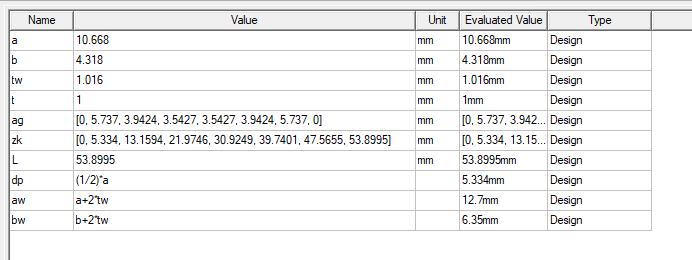 Name Value Unit Evaluated Value Type
a 10.668 mm 10.668mm Design
b 4.318 mm 4.318mm Design
tw 1.016 mm 1.016mm Design
t 1 mm 1mm Design
ag [0, 5.737, 3.9424, 3.5427, 3.5427, 3.9424, 5.737, 0] mm [0, 5.737, 3.942... Design
zk [0, 5.334, 13.1594, 21.9746, 30.9249, 39.7401, 47.5655, 53.8995] mm [0, 5.334, 13.15... Design
L 53.8995 mm 53.8995mm Design
dp (1/2)*a 5.334mm Design
aw a+2*tw 12.7mm Design
bw b+2*tw 6.35mm Design